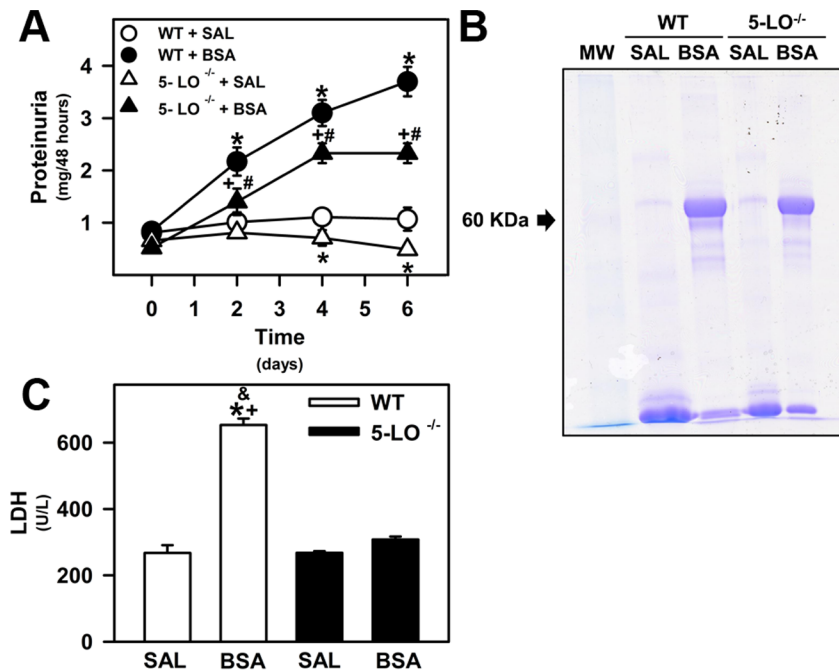 A
WT + SAL
WT + BSA
5- LO -/- + SAL
5- LO -/- + BSA
Proteinuria
(mg/48 hours)
4
3
2
1
*
*
*
+ #
+#
+#
*
*
0 1 2 3 4 5 6
Time
(days)
B
WT 5-LO-/-
MW SAL BSA SAL BSA
60 KDa
C
&
*+
WT
5-LO -/-
LDH
(U/L)
600
400
200
0
SAL BSA SAL BSA